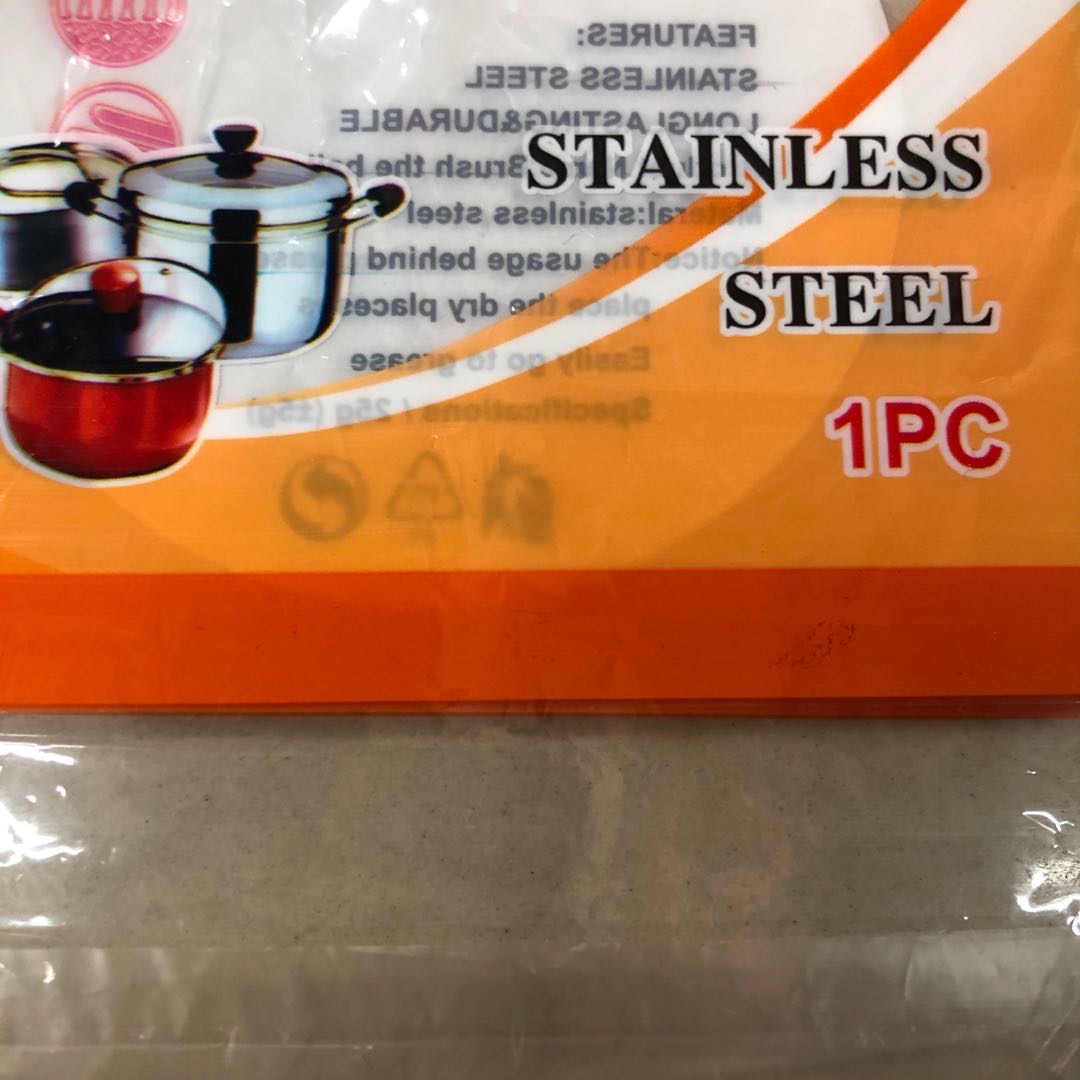 FEATURES:
STAINLESS STEEL
LONGLASTING&DURABLE
Brush the
Materal:stainless steel
Notice:The usage behind
place the dry places
Easily go to grease
Specifications / 25g (±5g)
STAINLESS
STEEL
1PC